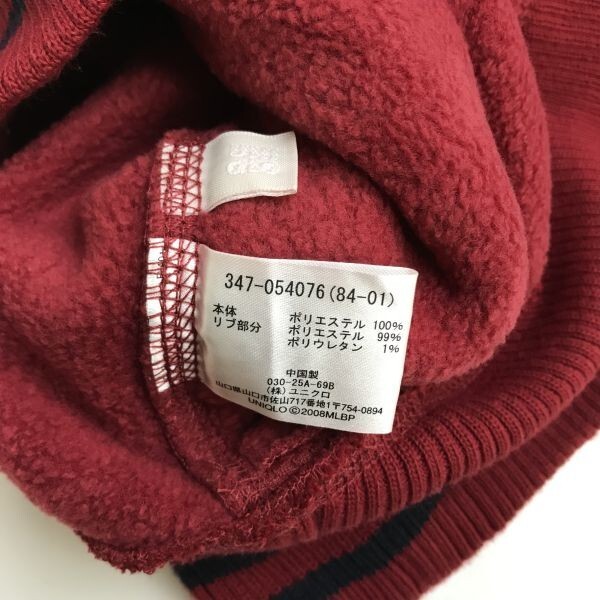 347-054076(84-01)
本体 ポリエステル 100%
リブ部分 ポリエステル 99%
ポリウレタン 1%
中国製
030-25A-69B
(株)ユニクロ
山口県山口市佐山717番地1〒754-0894
UNIQLO©2008MLBP